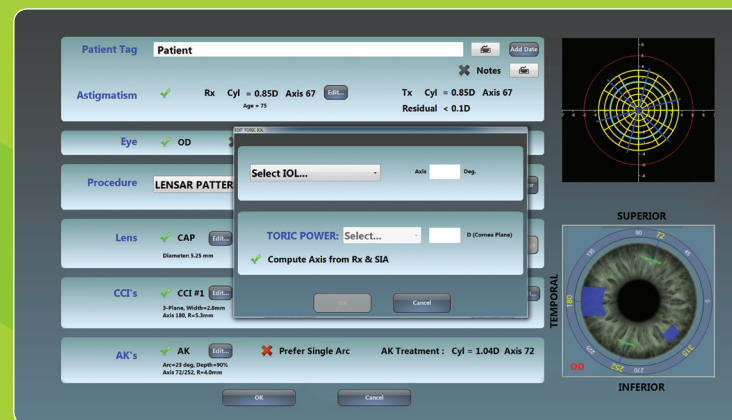 Patient Tag Patient Add Date
Notes
Astigmatism Rx Cyl = 0.85D Axis 67 Edit... Tx Cyl = 0.85D Axis 67
Age = 75 Residual < 0.1D
EDIT TORIC IOL
Eye OD
Select IOL... Axis Deg.
Procedure LENSAR PATTER
TORIC POWER: Select... D (Cornea Plane)
Lens CAP Edit...
Diameter: 5.25 mm
Compute Axis from Rx & SIA
CCI's CCI #1 Edit...
3-Plane, Width=2.8mm
Axis 180, R=5.3mm
OK Cancel
AK's AK Edit... Prefer Single Arc AK Treatment : Cyl = 1.04D Axis 72
Arc=23 deg, Depth=90%
Axis 72/252, R=4.0mm
OK Cancel
SUPERIOR
TEMPORAL
90
72
45
180
315
270
252
OD
INFERIOR